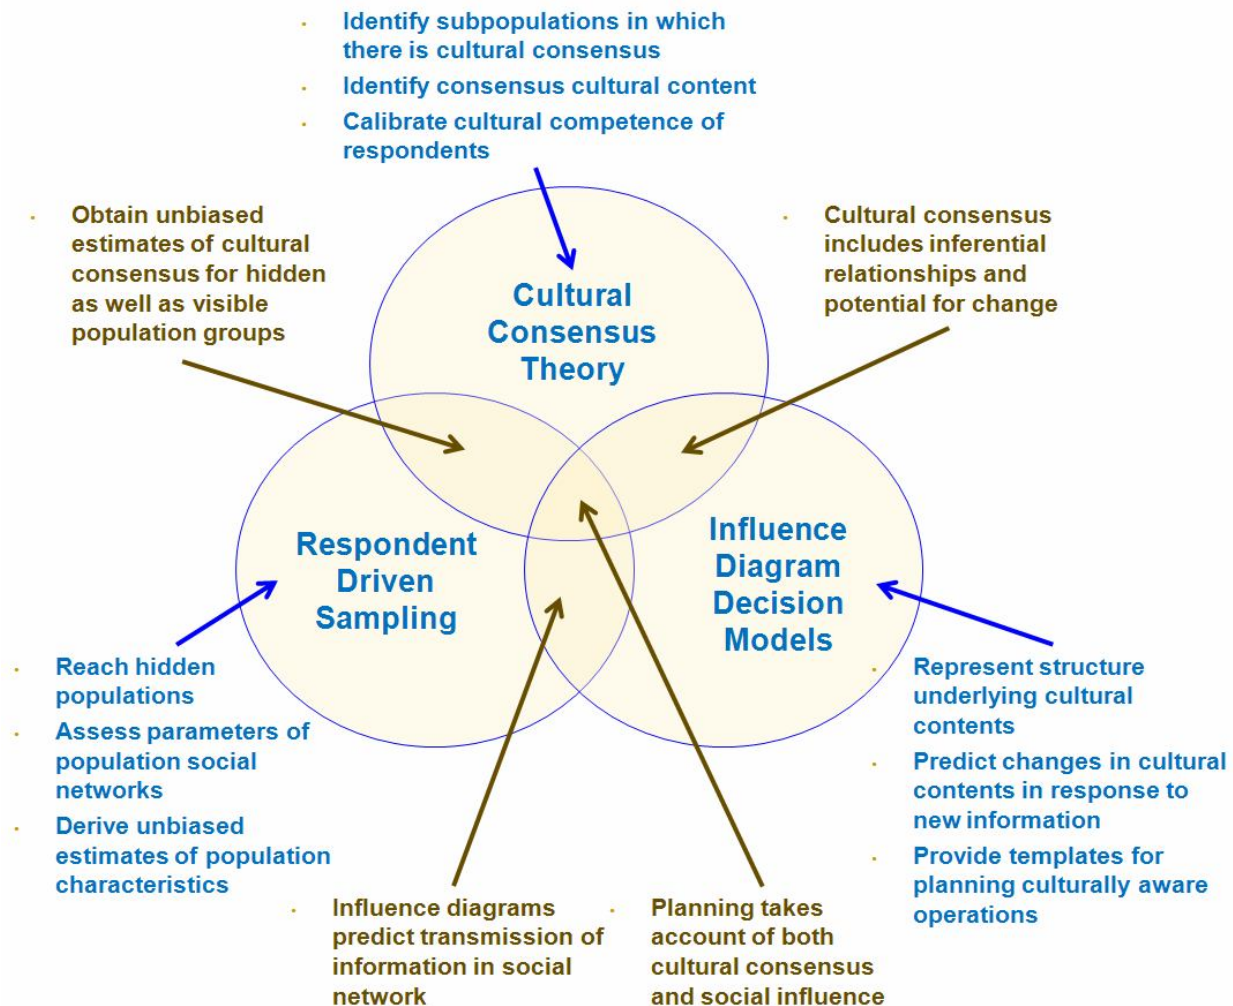 Identify subpopulations in which
there is cultural consensus
Identify consensus cultural content
Calibrate cultural competence of
respondents
Obtain unbiased
estimates of cultural
consensus for hidden
as well as visible
population groups
Cultural consensus
includes inferential
relationships and
potential for change
Cultural
Consensus
Theory
Respondent
Driven
Sampling
Influence
Diagram
Decision
Models
Reach hidden
populations
Assess parameters of
population social
networks
Derive unbiased
estimates of population
characteristics
Represent structure
underlying cultural
contents
Predict changes in cultural
contents in response to
new information
Provide templates for
planning culturally aware
operations
Influence diagrams
predict transmission of
information in social
network
Planning takes
account of both
cultural consensus
and social influence